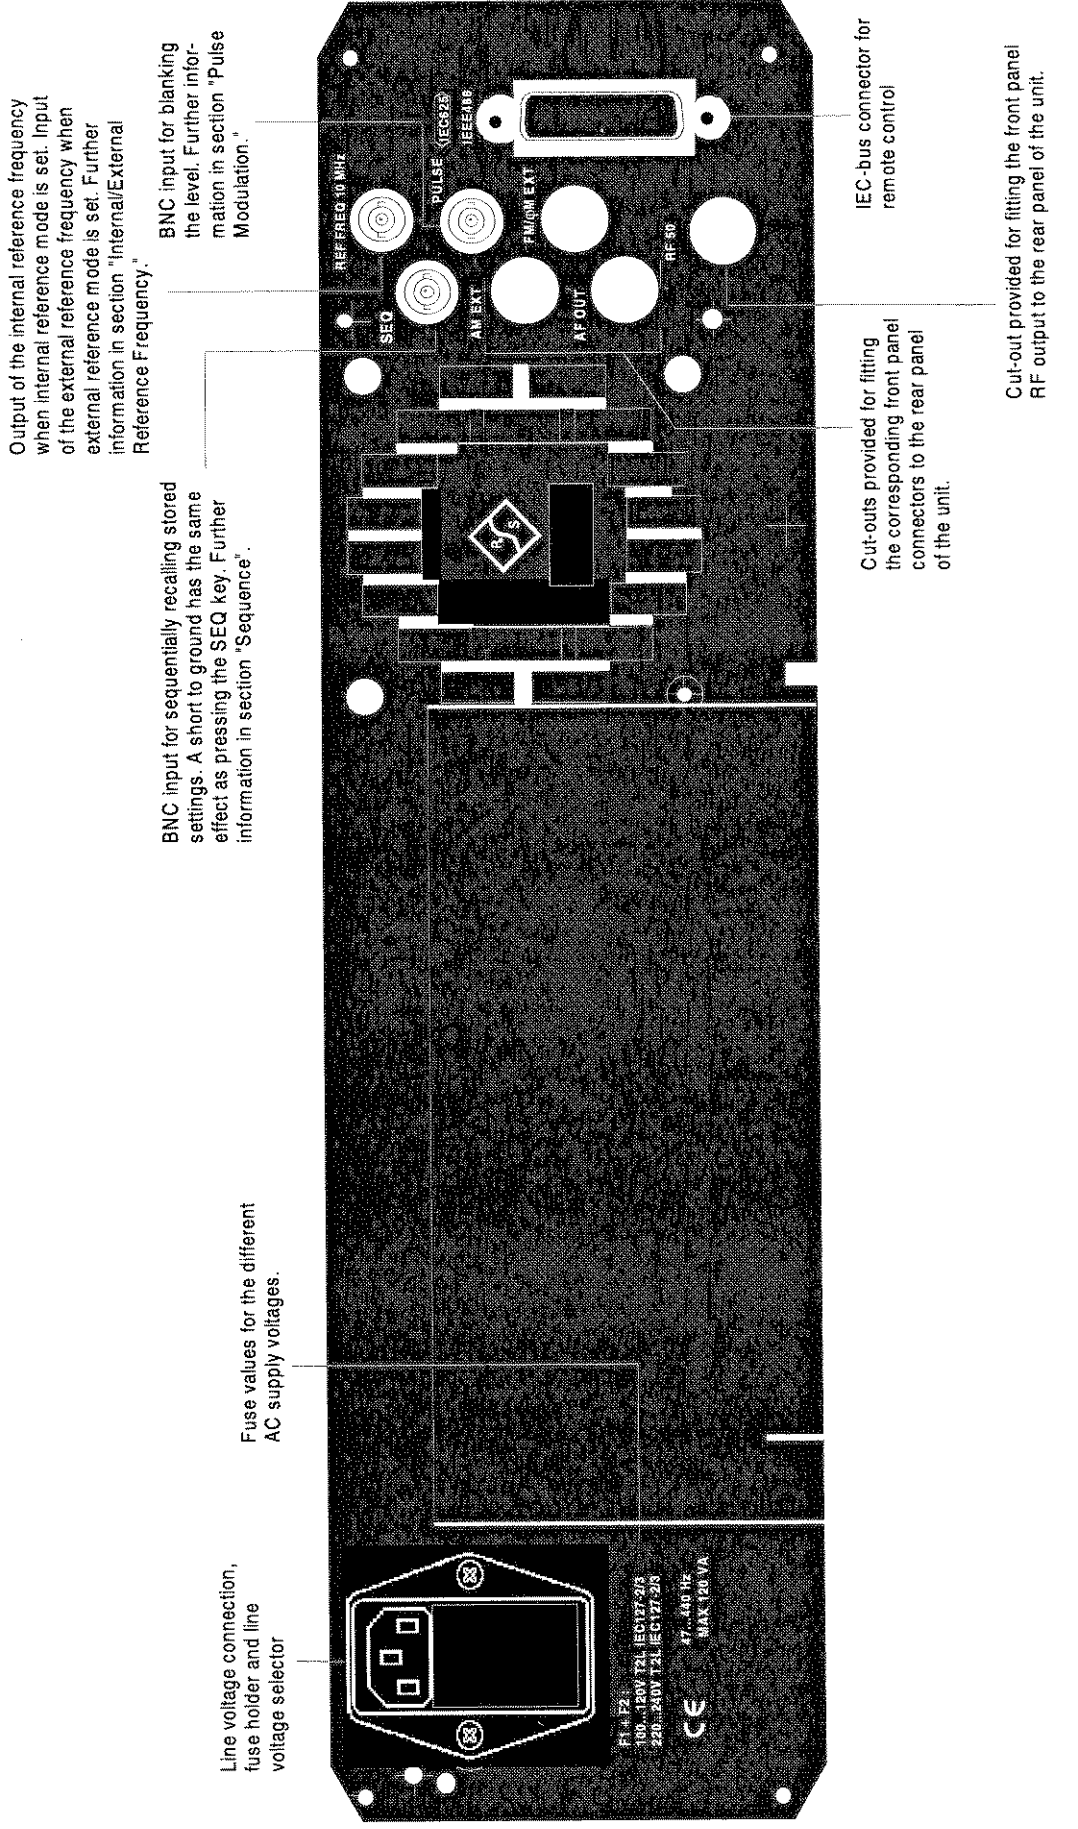 Line voltage connection,
fuse holder and line
voltage selector
Fuse values for the different
AC supply voltages.
BNC input for sequentially recalling stored
settings. A short to ground has the same
effect as pressing the SEQ key. Further
information in section "Sequence".
Output of the internal reference frequency
when internal reference mode is set. Input
of the external reference frequency when
external reference mode is set. Further
information in section "Internal/External
Reference Frequency."
BNC input for blanking
the level. Further infor-
mation in section "Pulse
Modulation."
REF FREQ 10 MHz
SEQ
PULSE
IEC625
IEEE488
AM EXT
FM/φM EXT
AF OUT
RF 50
R
S
F1 + F2 :
100...120V T2L IEC127-2/3
220...240V T2L IEC127-2/3
47...440 Hz
MAX 120 VA
CE
Cut-outs provided for fitting
the corresponding front panel
connectors to the rear panel
of the unit.
IEC-bus connector for
remote control
Cut-out provided for fitting the front panel
RF output to the rear panel of the unit.